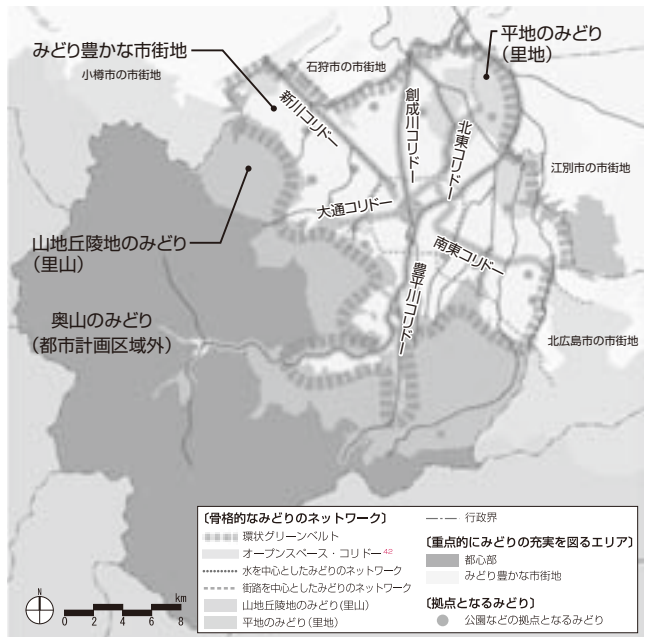 みどり豊かな市街地
小樽市の市街地
石狩市の市街地
平地のみどり
(里地)
新川コリドー
創成川コリドー
北東コリドー
江別市の市街地
大通コリドー
南東コリドー
山地丘陵地のみどり
(里山)
豊平川コリドー
奥山のみどり
(都市計画区域外)
北広島市の市街地
〔骨格的なみどりのネットワーク〕
環状グリーンベルト
オープンスペース・コリドー42
水を中心としたみどりのネットワーク
街路を中心としたみどりのネットワーク
山地丘陵地のみどり(里山)
平地のみどり(里地)
行政界
〔重点的にみどりの充実を図るエリア〕
都心部
みどり豊かな市街地
〔拠点となるみどり〕
公園などの拠点となるみどり
N
km
0 2 4 6 8